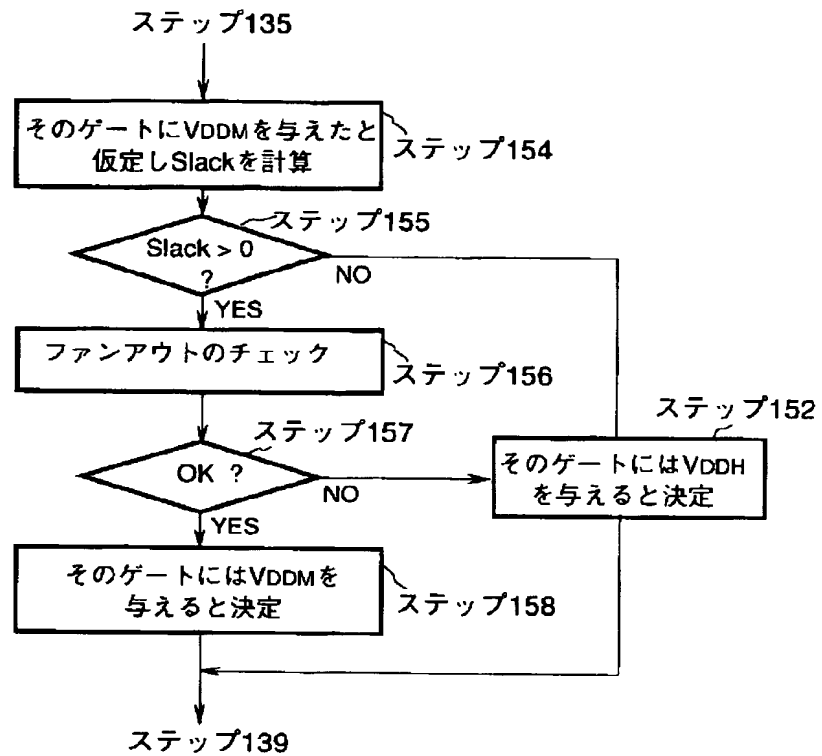 ステップ135
そのゲートにVDDMを与えたと
仮定しSlackを計算
ステップ154
ステップ155
Slack > 0
?
NO
YES
ファンアウトのチェック
ステップ156
ステップ157
OK ?
NO
YES
ステップ152
そのゲートにはVDDH
を与えると決定
そのゲートにはVDDMを
与えると決定
ステップ158
ステップ139